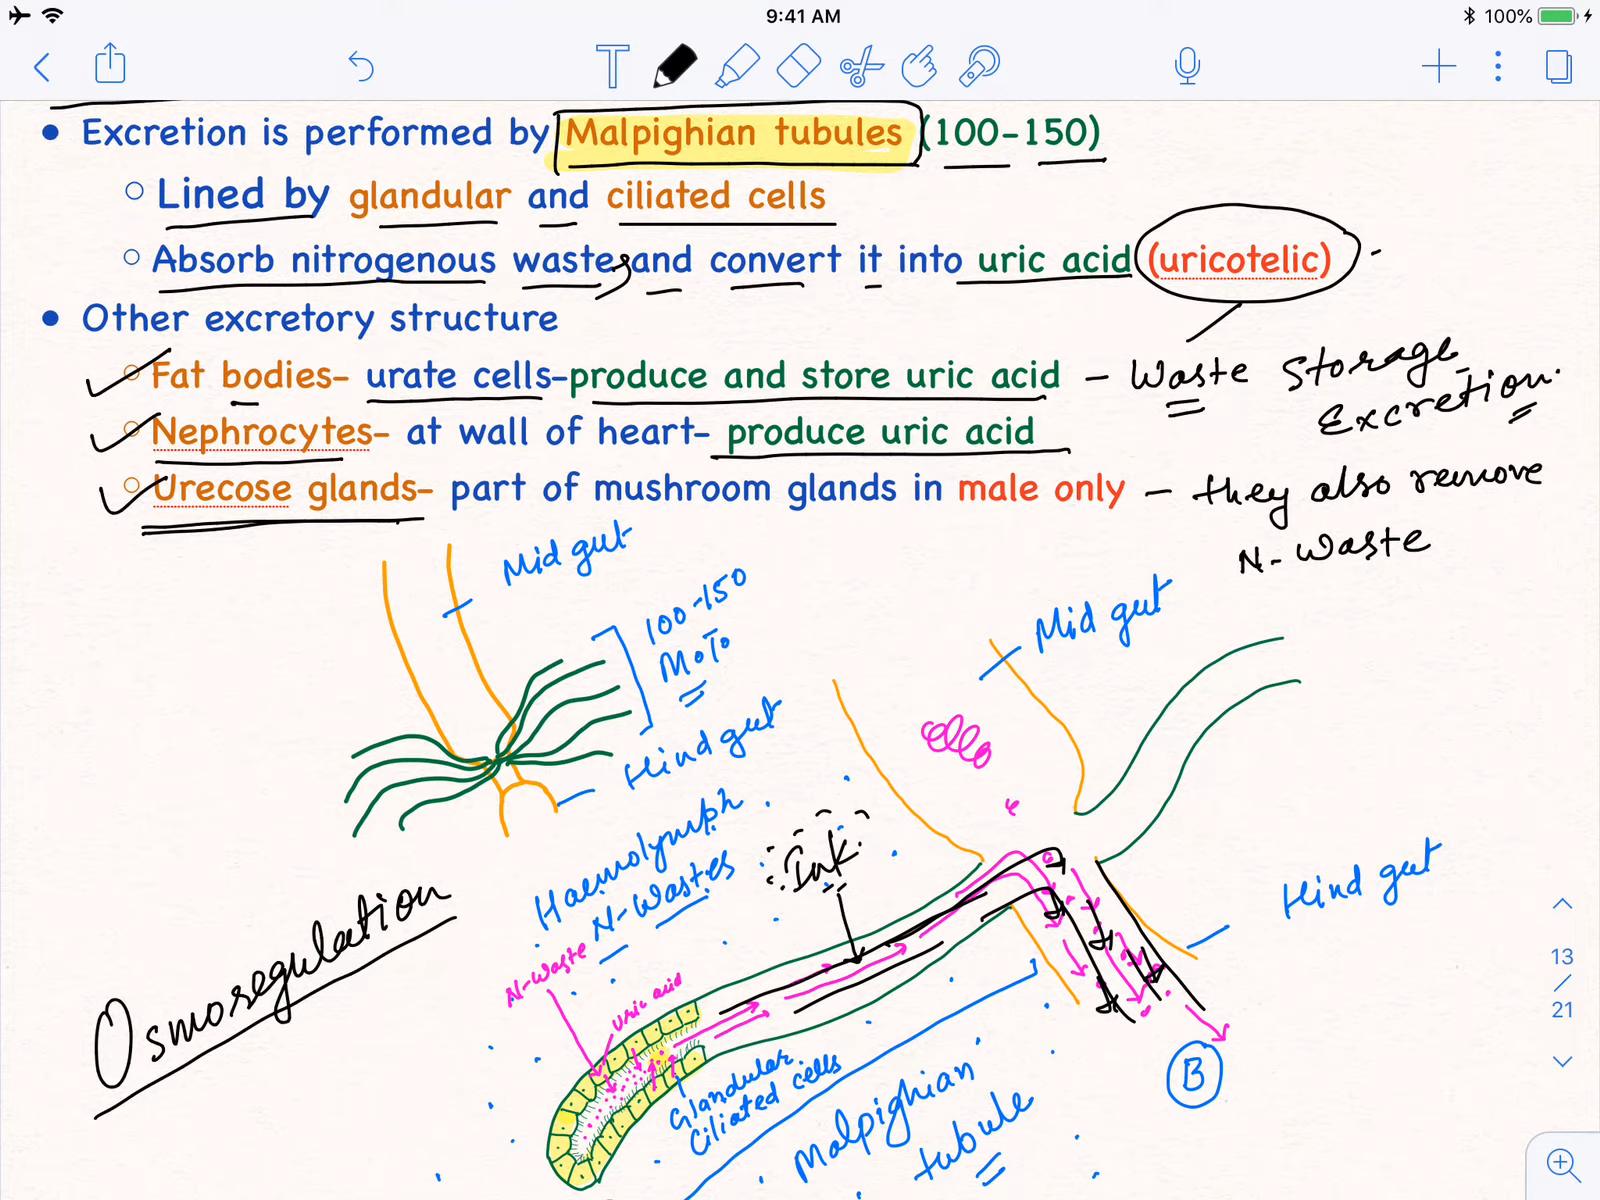 9:41 AM
100%
T
• Excretion is performed by Malpighian tubules (100-150)
○ Lined by glandular and ciliated cells
○ Absorb nitrogenous wastes and convert it into uric acid (uricotelic)
• Other excretory structure
○ Fat bodies- urate cells-produce and store uric acid - Waste Storage
Excretion.
○ Nephrocytes- at wall of heart- produce uric acid
○ Urecose glands- part of mushroom glands in male only - they also remove
N-Waste
Mid gut
100-150
MoTo
Hind gut
Mid gut
Haemolymph
N-Wastes
Ink
Hind gut
Osmoregulation
N-Waste
Uric acid
Glandular
Ciliated cells
Malpighian
tubule
B
13
/
21